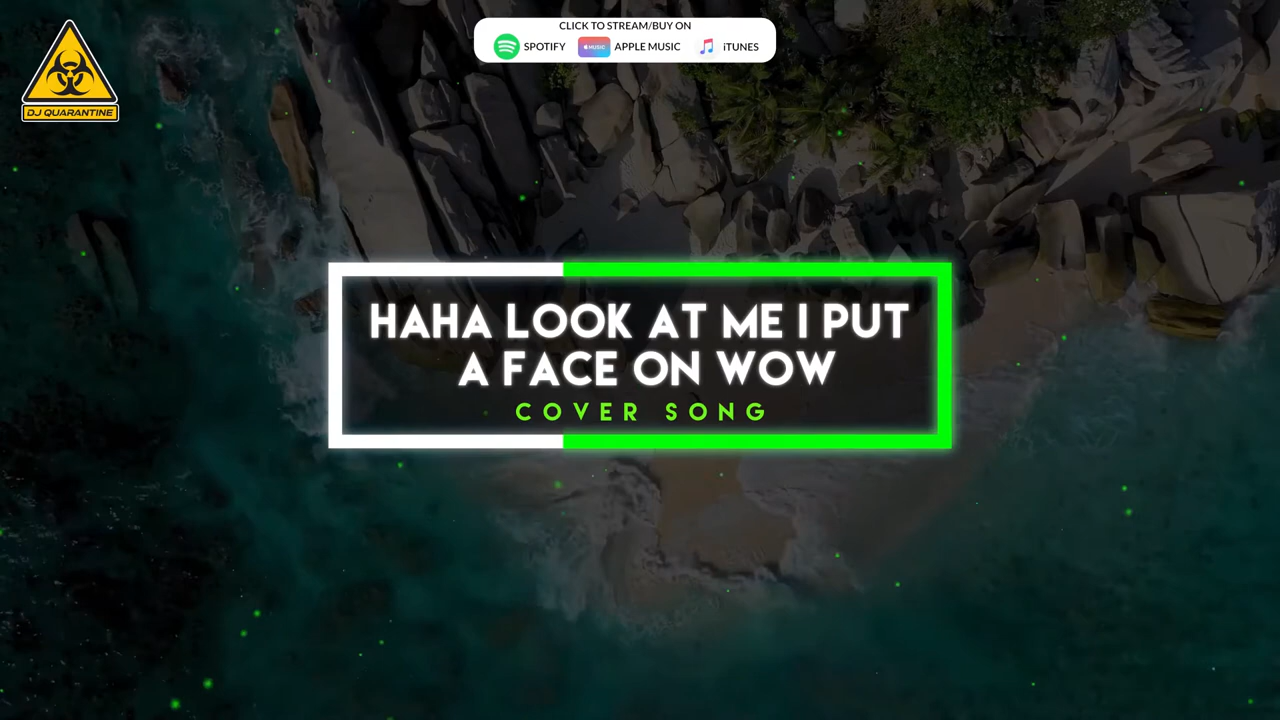 CLICK TO STREAM/BUY ON
SPOTIFY MUSIC APPLE MUSIC iTUNES
DJ QUARANTINE
HAHA LOOK AT ME I PUT
A FACE ON WOW
COVER SONG